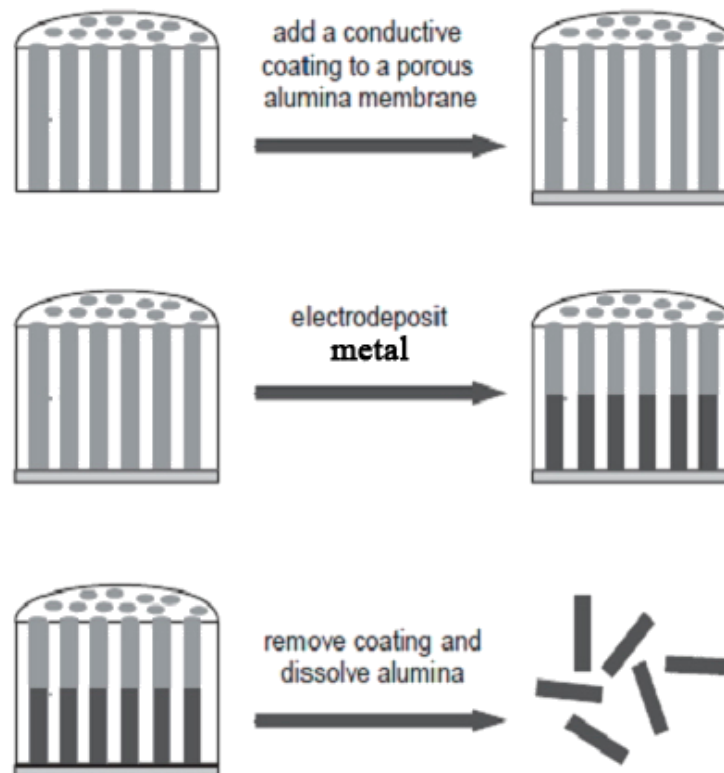 add a conductive
coating to a porous
alumina membrane
electrodeposit
metal
remove coating and
dissolve alumina